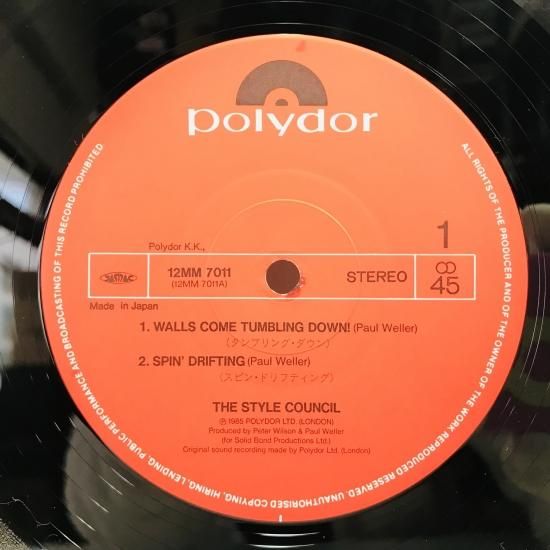 polydor
ALL RIGHTS OF THE PRODUCER AND OF THE OWNER OF THE WORK REPRODUCED RESERVED. UNAUTHORISED COPYING, HIRING, LENDING, PUBLIC PERFORMANCE AND BROADCASTING OF THIS RECORD PROHIBITED.
1
Polydor K.K.,
JASRAC
12MM 7011
(12MM 7011A)
STEREO
45
Made in Japan
1. WALLS COME TUMBLING DOWN! (Paul Weller)
(タンブリング・ダウン)
2. SPIN' DRIFTING (Paul Weller)
(スピン・ドリフティング)
THE STYLE COUNCIL
Ⓟ 1985 POLYDOR LTD. (LONDON)
Produced by Peter Wilson & Paul Weller
(for Solid Bond Productions Ltd.)
Original sound recording made by Polydor Ltd. (London)